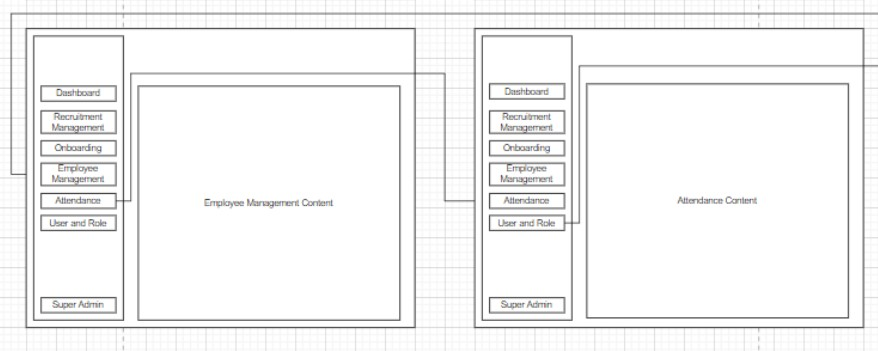 Dashboard
Recruitment
Management
Onboarding
Employee
Management
Attendance
User and Role
Super Admin
Employee Management Content
Dashboard
Recruitment
Management
Onboarding
Employee
Management
Attendance
User and Role
Super Admin
Attendance Content